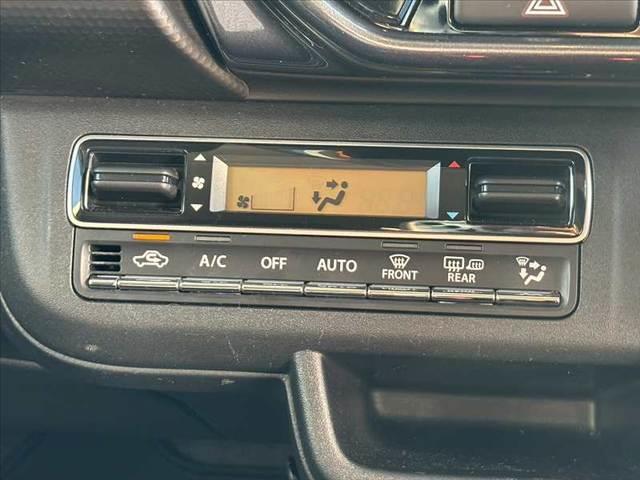 A/C OFF AUTO FRONT REAR